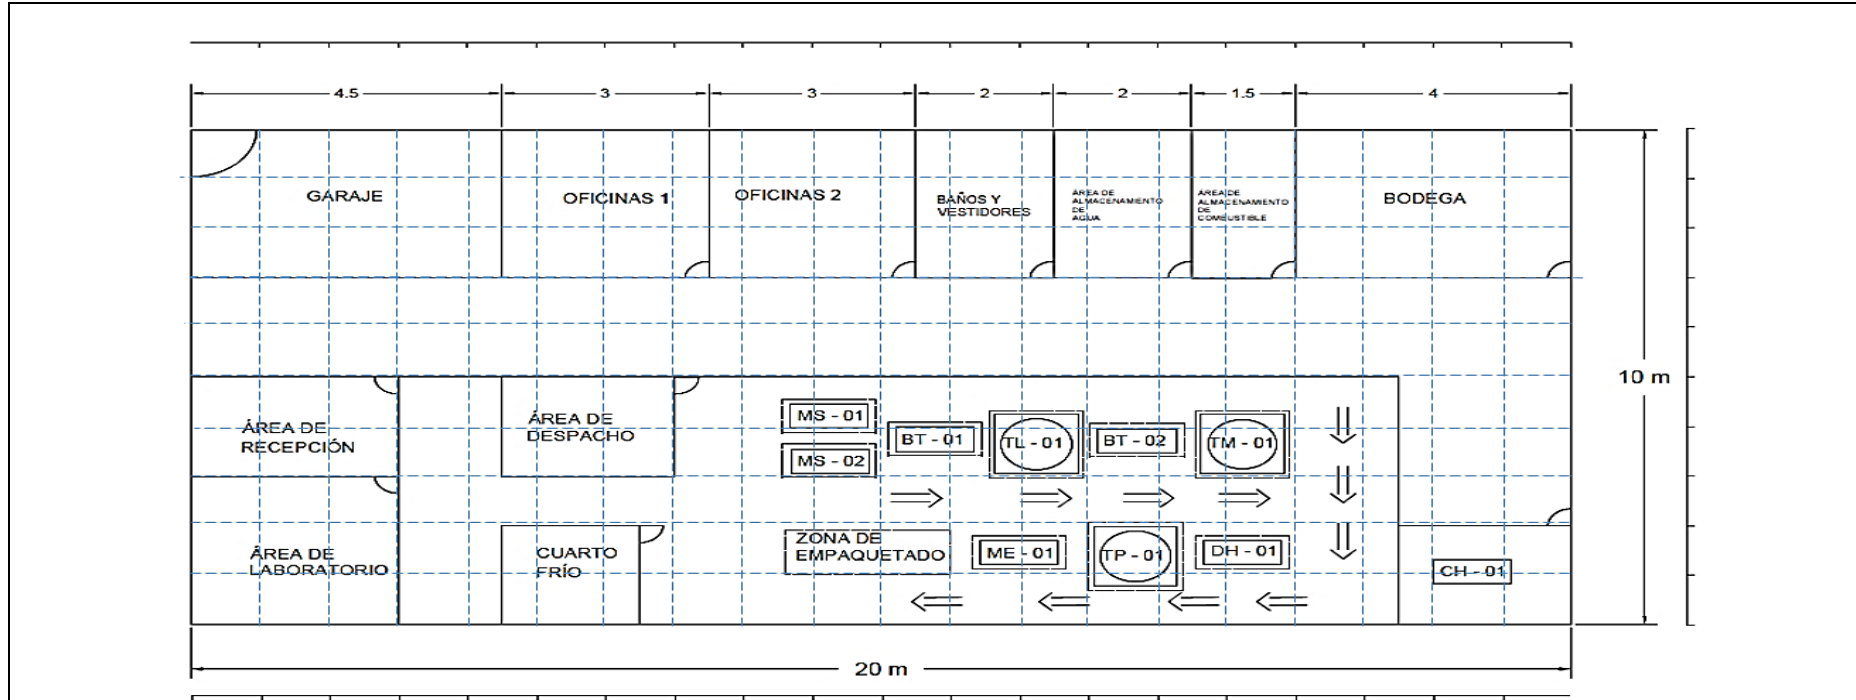 4.5 3 3 2 2 1.5 4
GARAJE
OFICINAS 1
OFICINAS 2
BAÑOS Y
VESTIDORES
ÁREA DE
ALMACENAMIENTO
DE
AGUA
ÁREA DE
ALMACENAMIENTO
DE
COMBUSTIBLE
BODEGA
10 m
ÁREA DE
RECEPCIÓN
ÁREA DE
DESPACHO
MS - 01
MS - 02
BT - 01
TL - 01
BT - 02
TM - 01
ÁREA DE
LABORATORIO
CUARTO
FRÍO
ZONA DE
EMPAQUETADO
ME - 01
TP - 01
DH - 01
CH - 01
20 m